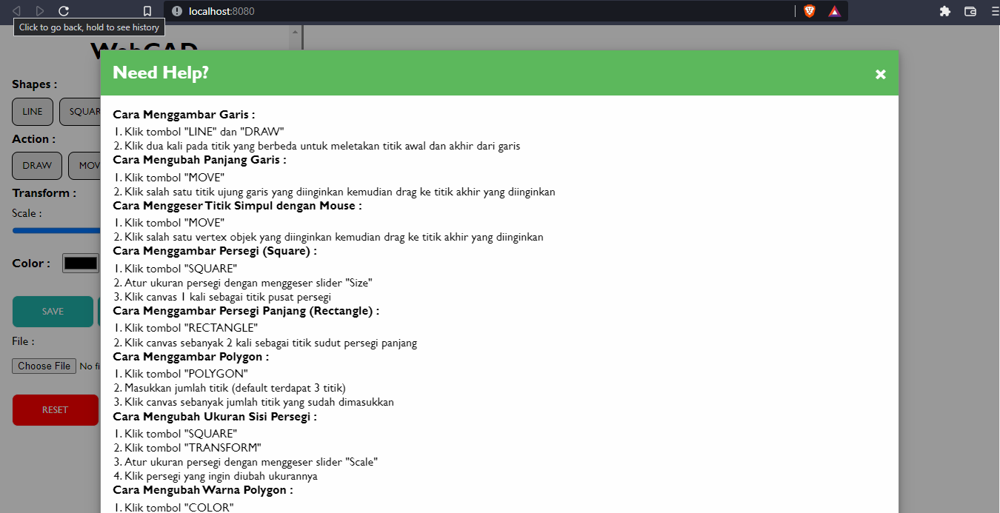 localhost:8080
Click to go back, hold to see history
WebCAD
Need Help?
Shapes :
LINE
SQUAR
Action :
DRAW
MOV
Transform :
Scale :
Color :
SAVE
File :
Choose File No fi
RESET
Cara Menggambar Garis :
1. Klik tombol "LINE" dan "DRAW"
2. Klik dua kali pada titik yang berbeda untuk meletakan titik awal dan akhir dari garis
Cara Mengubah Panjang Garis :
1. Klik tombol "MOVE"
2. Klik salah satu titik ujung garis yang diinginkan kemudian drag ke titik akhir yang diinginkan
Cara Menggeser Titik Simpul dengan Mouse :
1. Klik tombol "MOVE"
2. Klik salah satu vertex objek yang diinginkan kemudian drag ke titik akhir yang diinginkan
Cara Menggambar Persegi (Square) :
1. Klik tombol "SQUARE"
2. Atur ukuran persegi dengan menggeser slider "Size"
3. Klik canvas 1 kali sebagai titik pusat persegi
Cara Menggambar Persegi Panjang (Rectangle) :
1. Klik tombol "RECTANGLE"
2. Klik canvas sebanyak 2 kali sebagai titik sudut persegi panjang
Cara Menggambar Polygon :
1. Klik tombol "POLYGON"
2. Masukkan jumlah titik (default terdapat 3 titik)
3. Klik canvas sebanyak jumlah titik yang sudah dimasukkan
Cara Mengubah Ukuran Sisi Persegi :
1. Klik tombol "SQUARE"
2. Klik tombol "TRANSFORM"
3. Atur ukuran persegi dengan menggeser slider "Scale"
4. Klik persegi yang ingin diubah ukurannya
Cara Mengubah Warna Polygon :
1. Klik tombol "COLOR"